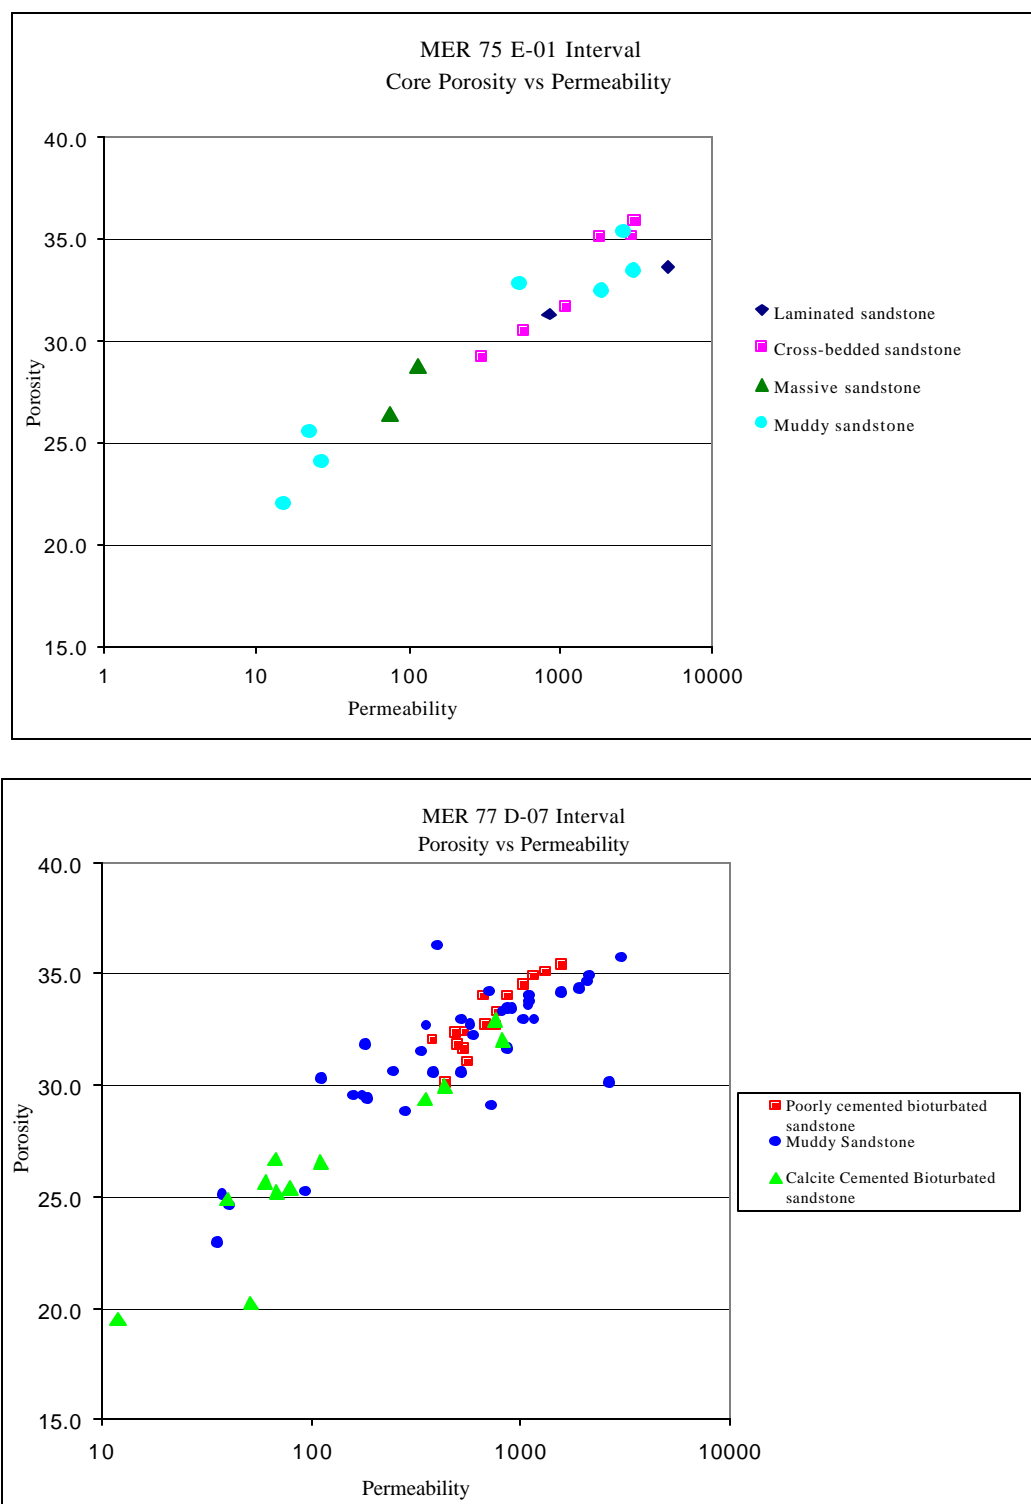 MER 75 E-01 Interval
Core Porosity vs Permeability
40.0
35.0
30.0
25.0
20.0
15.0
Porosity
1 10 100 1000 10000
Permeability
Laminated sandstone
Cross-bedded sandstone
Massive sandstone
Muddy sandstone
MER 77 D-07 Interval
Porosity vs Permeability
40.0
35.0
30.0
25.0
20.0
15.0
Porosity
10 100 1000 10000
Permeability
Poorly cemented bioturbated
sandstone
Muddy Sandstone
Calcite Cemented Bioturbated
sandstone